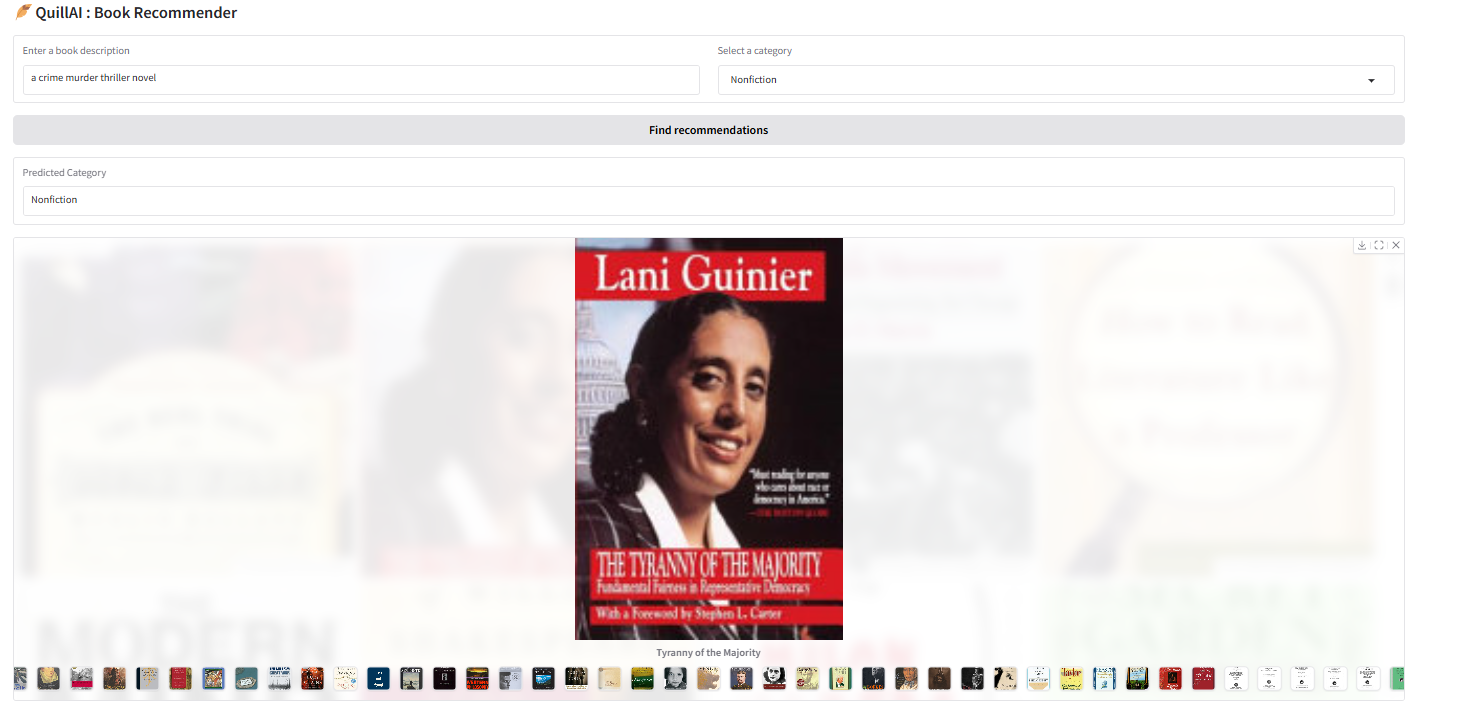 QuillAI : Book Recommender
Enter a book description
Select a category
a crime murder thriller novel
Nonfiction
Find recommendations
Predicted Category
Nonfiction
Lani Guinier
"Must reading for anyone
who cares about race or
democracy in America."
THE TYRANNY OF THE MAJORITY
Fundamental Fairness in Representative Democracy
With a Foreword by Stephen L. Carter
MODERN
Tyranny of the Majority